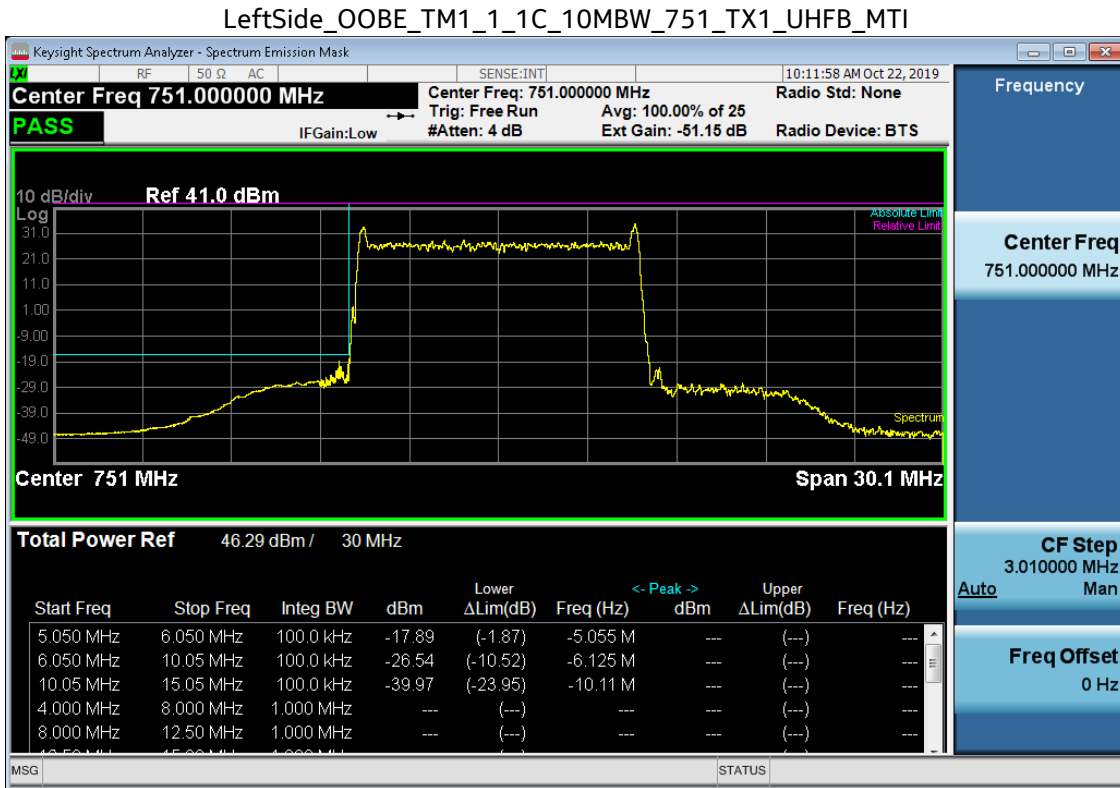 LeftSide_OOBE_TM1_1_1C_10MBW_751_TX1_UHFB_MTI
Keysight Spectrum Analyzer - Spectrum Emission Mask
LXI RF 50 Ω AC SENSE:INT 10:11:58 AM Oct 22, 2019
Center Freq 751.000000 MHz
PASS
IFGain:Low
Center Freq: 751.000000 MHz
Trig: Free Run
#Atten: 4 dB
Avg: 100.00% of 25
Ext Gain: -51.15 dB
Radio Std: None
Radio Device: BTS
10 dB/div Ref 41.0 dBm
Log
Absolute Limit
Relative Limit
31.0
21.0
11.0
1.00
-9.00
-19.0
-29.0
-39.0
-49.0
Spectrum
Center 751 MHz Span 30.1 MHz
Total Power Ref 46.29 dBm / 30 MHz
Lower <- Peak -> Upper
Start Freq Stop Freq Integ BW dBm ΔLim(dB) Freq (Hz) dBm ΔLim(dB) Freq (Hz)
5.050 MHz 6.050 MHz 100.0 kHz -17.89 (-1.87) -5.055 M --- (---) ---
6.050 MHz 10.05 MHz 100.0 kHz -26.54 (-10.52) -6.125 M --- (---) ---
10.05 MHz 15.05 MHz 100.0 kHz -39.97 (-23.95) -10.11 M --- (---) ---
4.000 MHz 8.000 MHz 1.000 MHz --- (---) --- --- (---) ---
8.000 MHz 12.50 MHz 1.000 MHz --- (---) --- --- (---) ---
MSG STATUS
Frequency
Center Freq
751.000000 MHz
CF Step
3.010000 MHz
Auto Man
Freq Offset
0 Hz